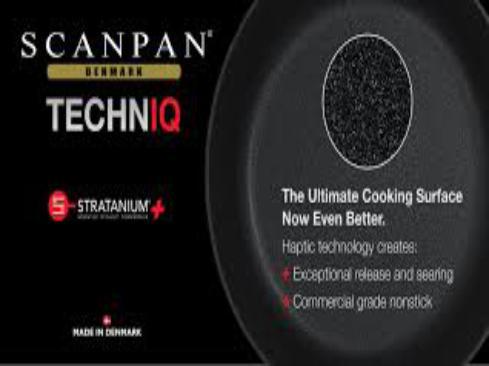 SCANPAN®
DENMARK
TECHNIQ
S-STRATANIUM+
MADE IN DENMARK
The Ultimate Cooking Surface
Now Even Better.
Haptic technology creates:
+ Exceptional release and searing
+ Commercial grade nonstick